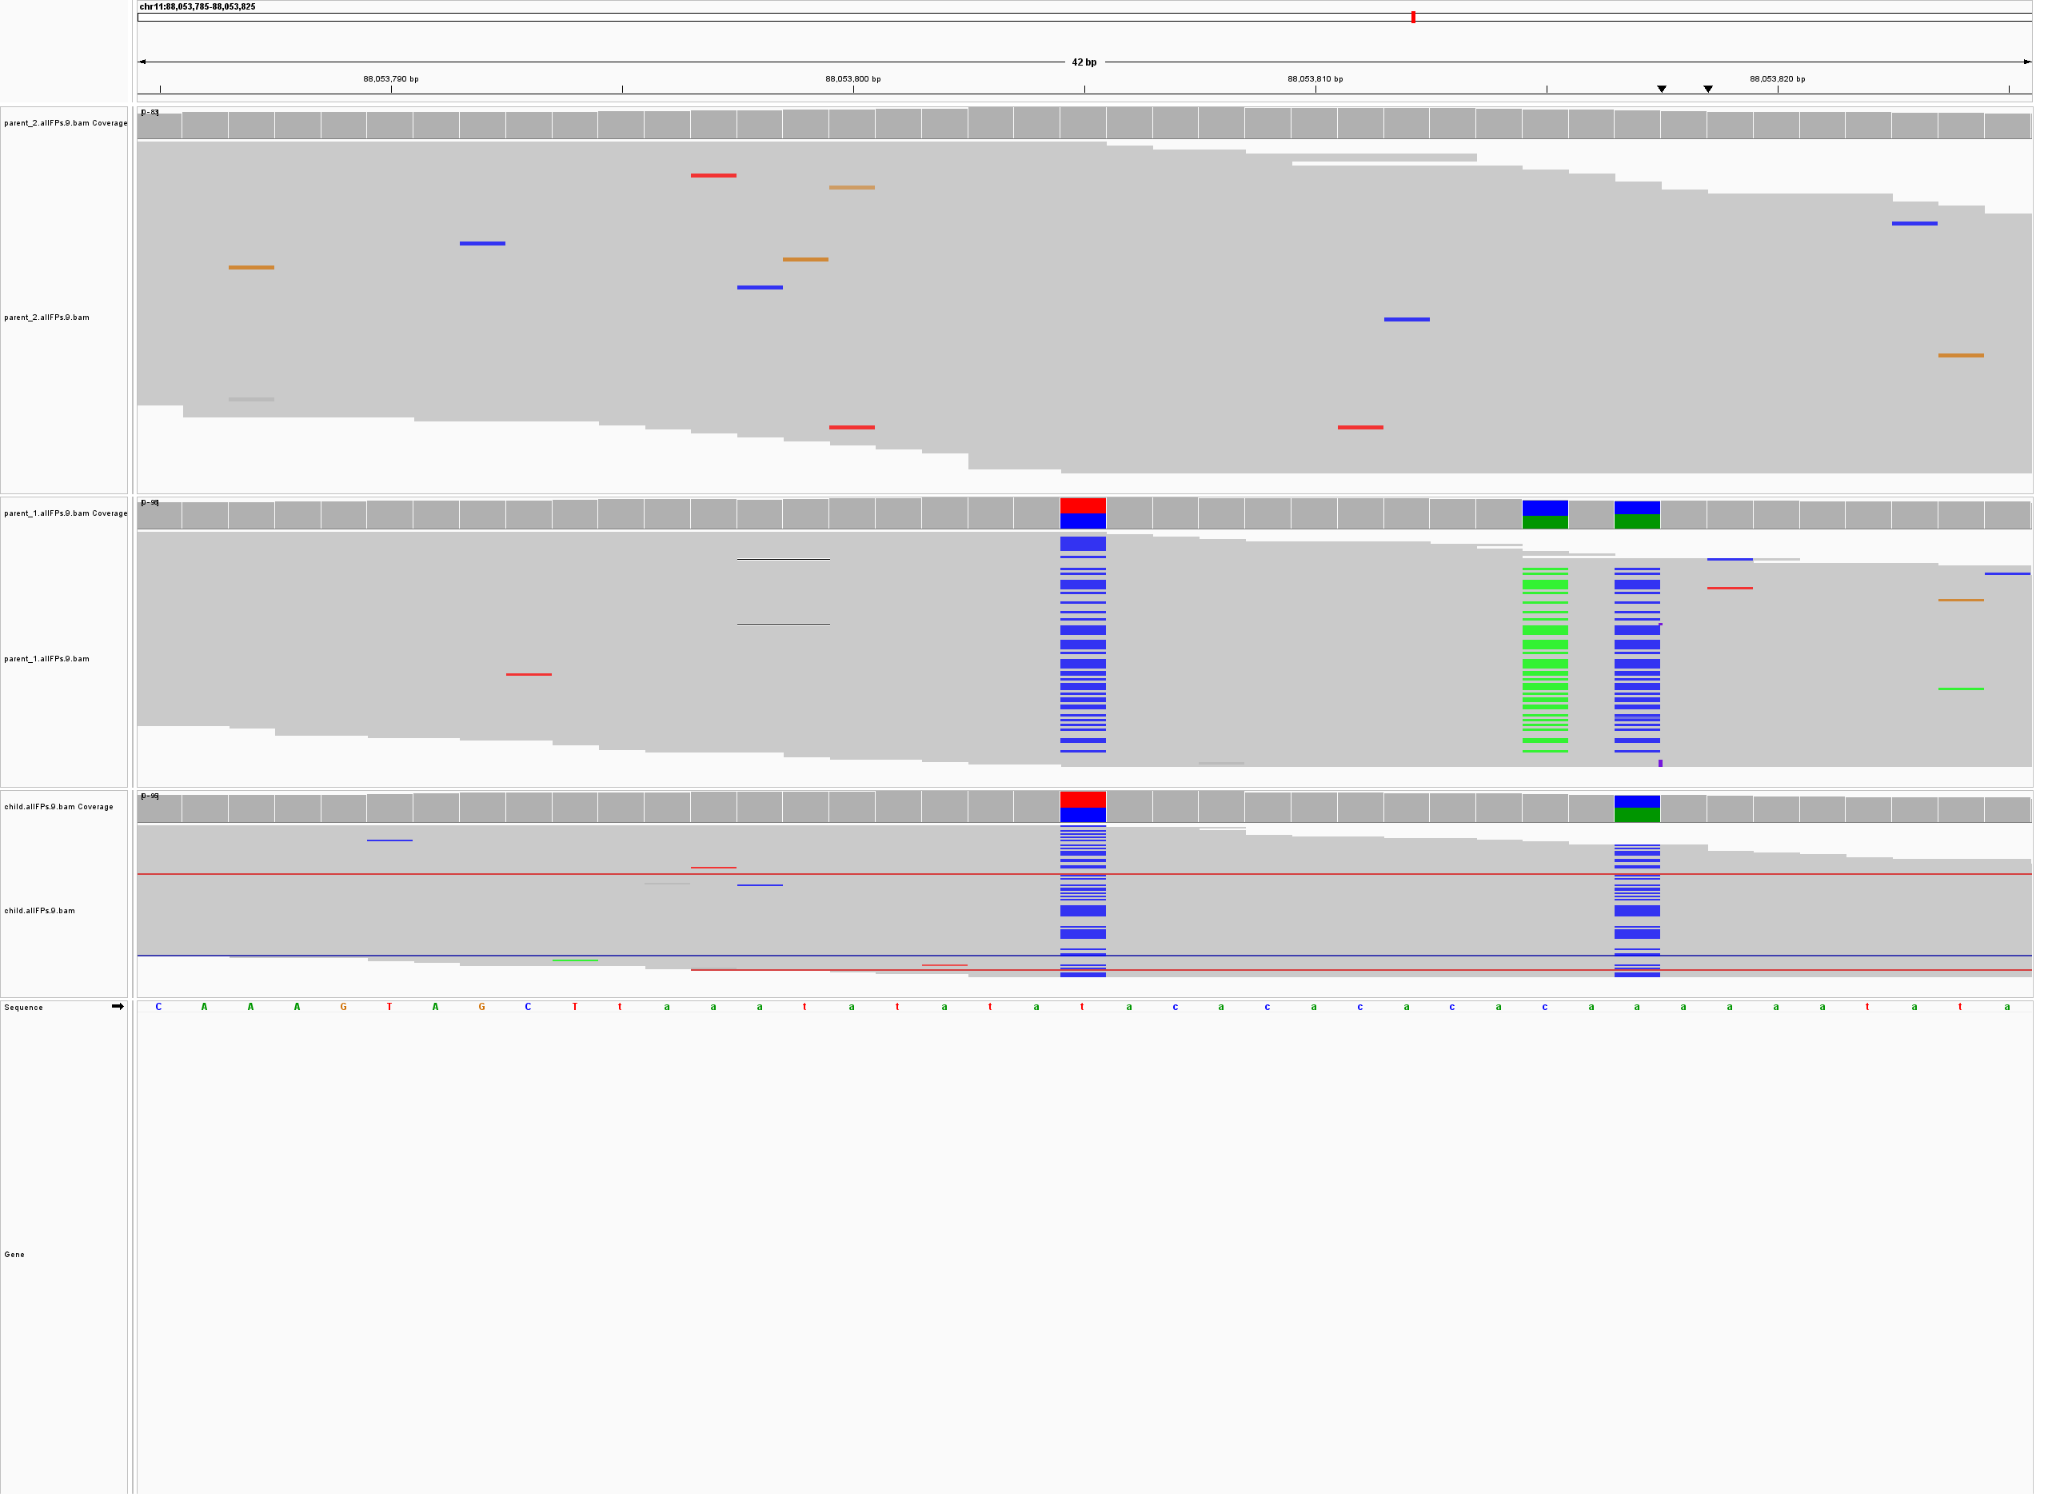 chr11:88,053,785-88,053,825
42 bp
88,053,790 bp 88,053,800 bp 88,053,810 bp 88,053,820 bp
parent_2.allFPs.9.bam Coverage
parent_2.allFPs.9.bam
parent_1.allFPs.9.bam Coverage
parent_1.allFPs.9.bam
child.allFPs.9.bam Coverage
child.allFPs.9.bam
Sequence C A A A G T A G C T t a a a t a t a t a t a c a c a c a c a c a a a a a a t a t a
Gene